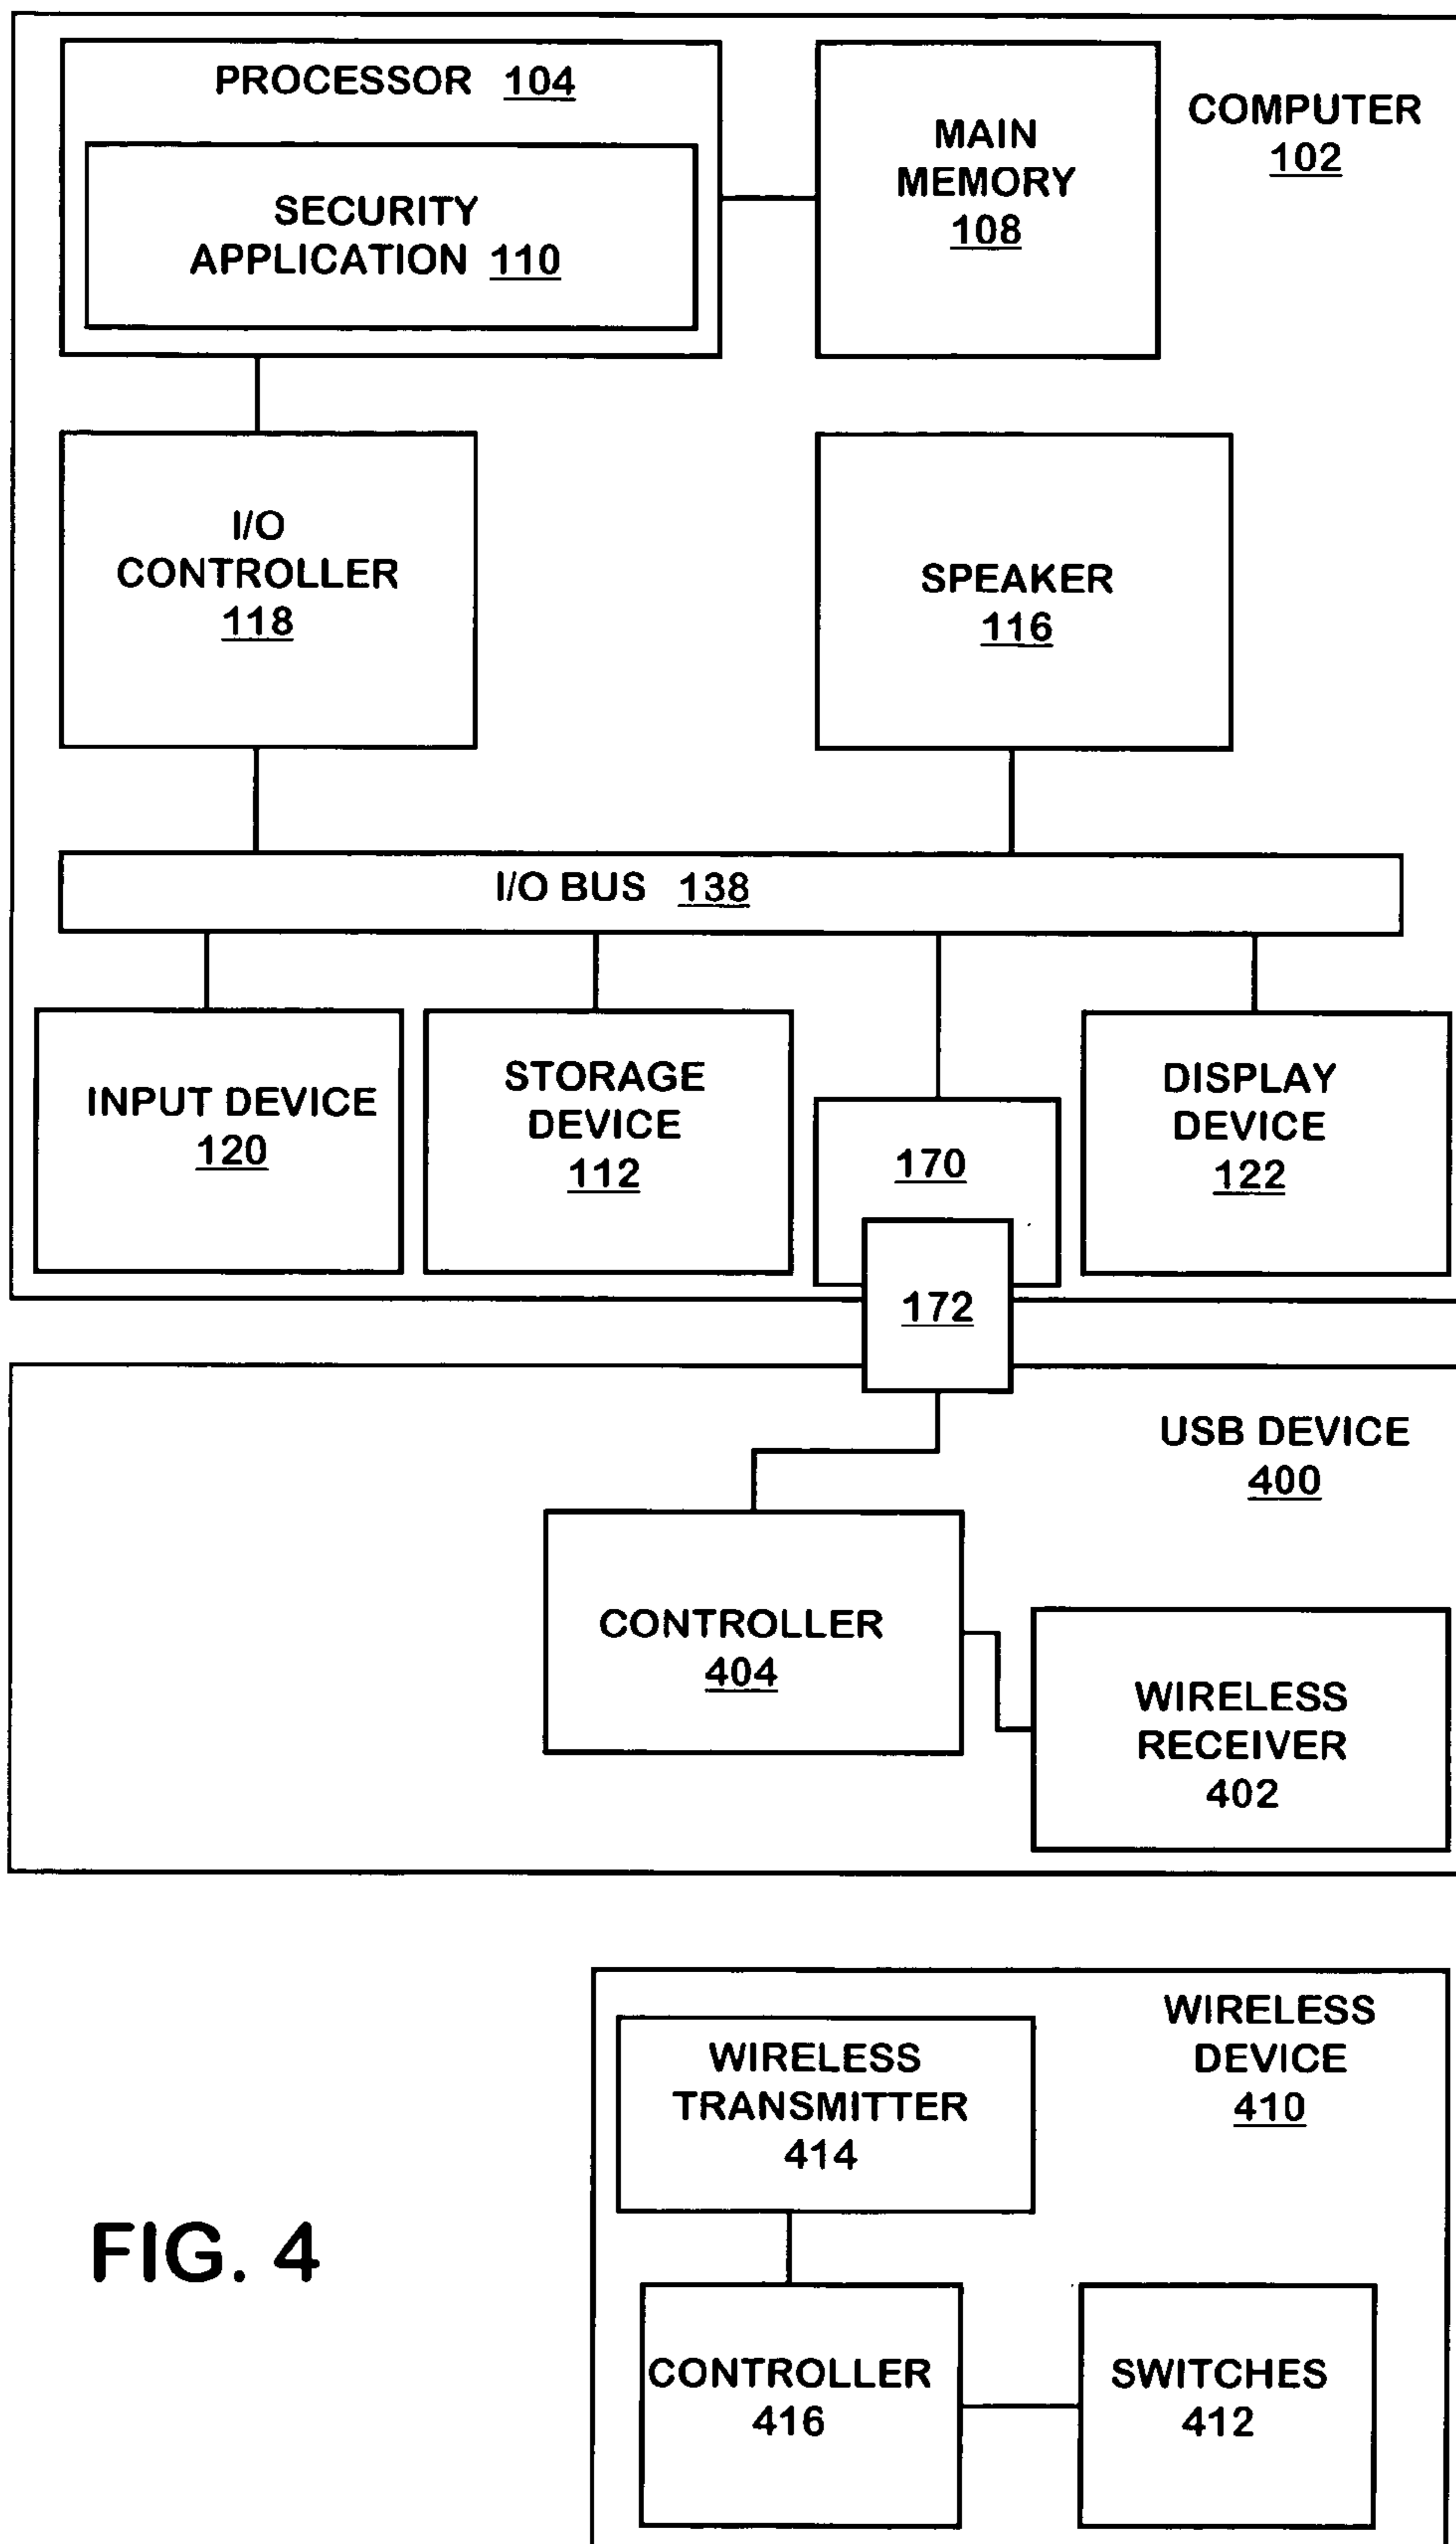 PROCESSOR 104
SECURITY
APPLICATION 110
MAIN
MEMORY
108
COMPUTER
102
I/O
CONTROLLER
118
SPEAKER
116
I/O BUS 138
INPUT DEVICE
120
STORAGE
DEVICE
112
170
DISPLAY
DEVICE
122
172
USB DEVICE
400
CONTROLLER
404
WIRELESS
RECEIVER
402
WIRELESS
DEVICE
410
WIRELESS
TRANSMITTER
414
FIG. 4
CONTROLLER
416
SWITCHES
412